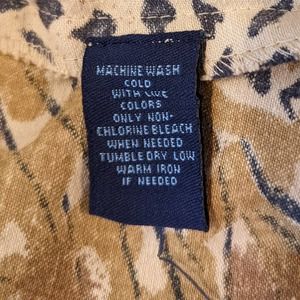 MACHINE WASH
COLD
WITH LIKE
COLORS
ONLY NON-
CHLORINE BLEACH
WHEN NEEDED
TUMBLE DRY LOW
WARM IRON
IF NEEDED